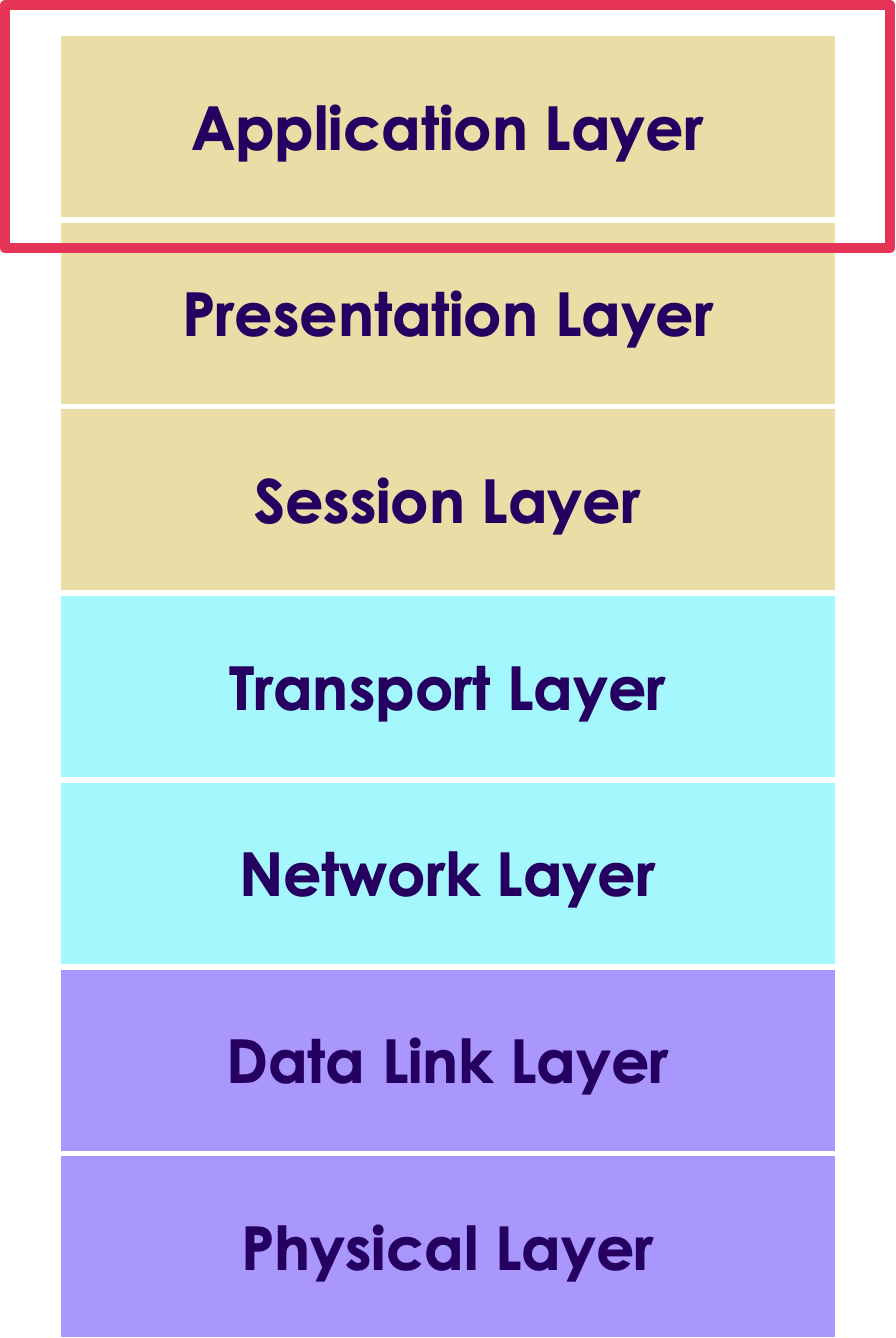 Application Layer
Presentation Layer
Session Layer
Transport Layer
Network Layer
Data Link Layer
Physical Layer